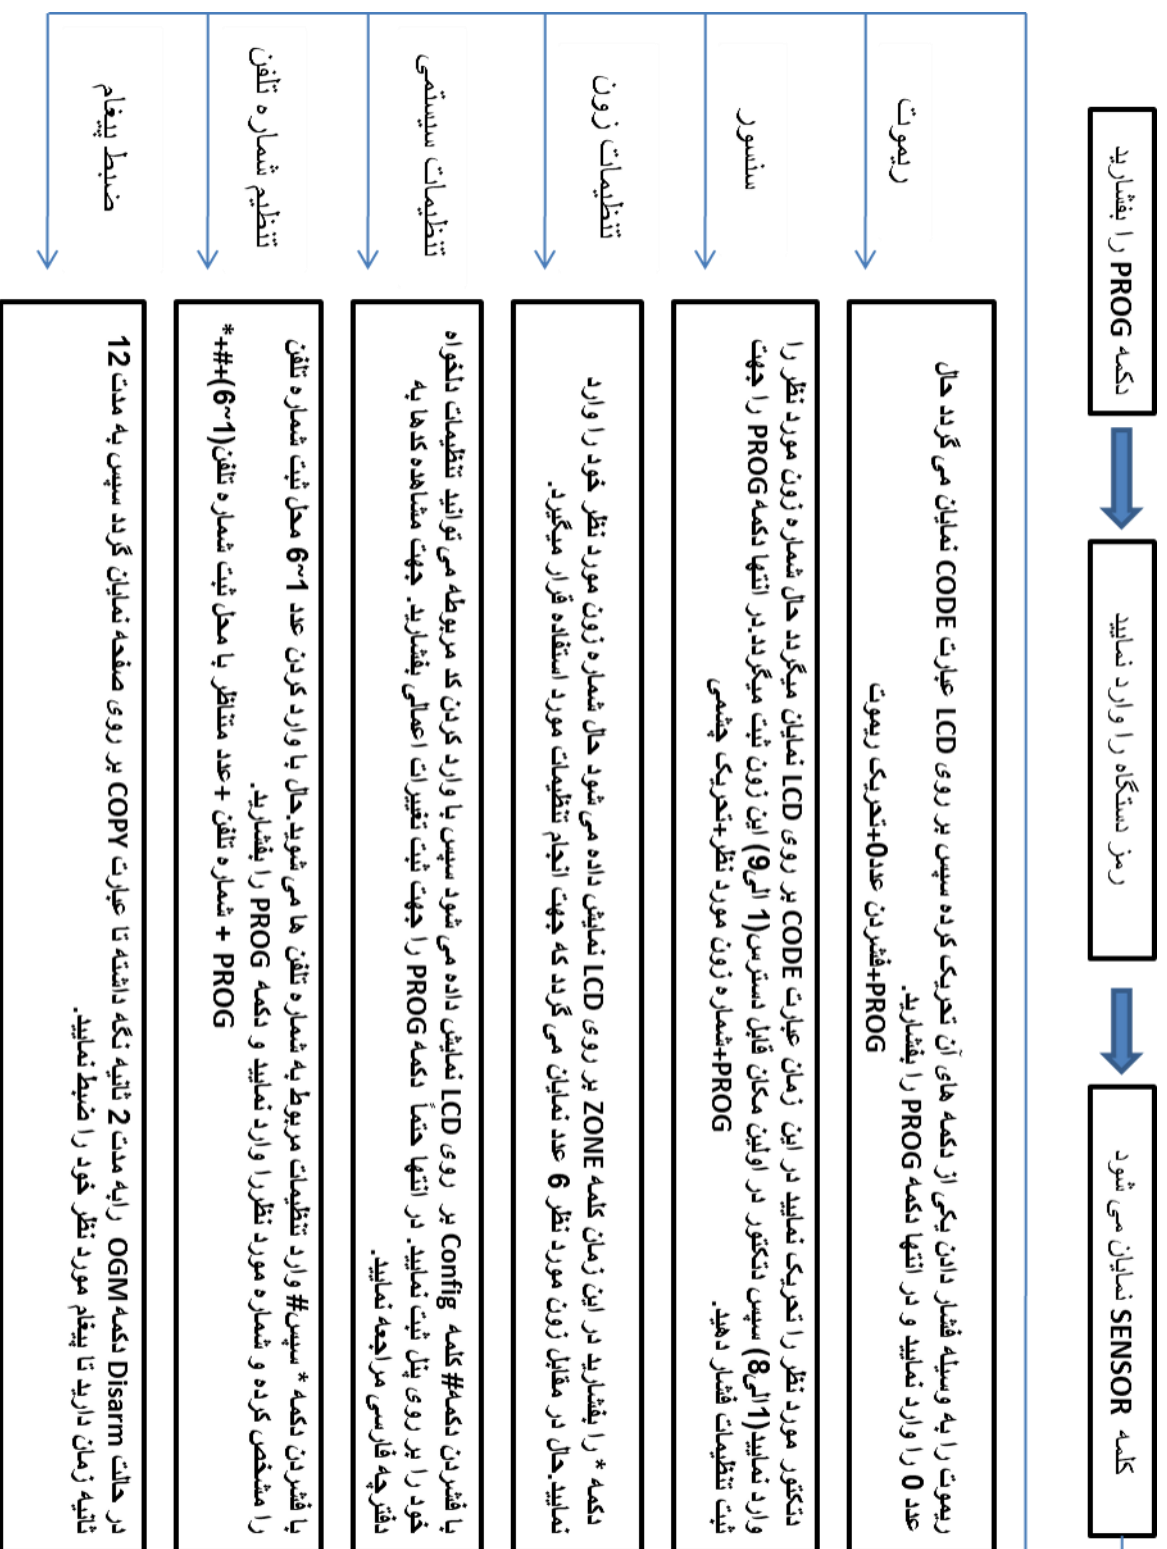 دکمه PROG را بفشارید
رمز دستگاه را وارد نمایید
کلمه SENSOR نمایان می شود
ریموت
ریموت را به وسیله فشار دادن یکی از دکمه های آن تحریک کرده سپس بر روی LCD عبارت CODE نمایان می گردد حال
عدد 0 را وارد نمایید و در انتها دکمه PROG را بفشارید.
PROG+فشردن عدد0+تحریک ریموت
سنسور
دتکتور مورد نظر را تحریک نمایید در این زمان عبارت CODE بر روی LCD نمایان میگردد حال شماره زون مورد نظر را
وارد نمایید(1الی8) سپس دتکتور در اولین مکان قابل دسترس(1 الی9) این زون ثبت میگردد.در انتها دکمه PROG را جهت
ثبت تنظیمات فشار دهید.
PROG+شماره زون مورد نظر+تحریک چشمی
تنظیمات زون
دکمه * را بفشارید در این زمان کلمه ZONE بر روی LCD نمایش داده می شود حال شماره زون مورد نظر خود را وارد
نمایید.حال در مقابل زون مورد نظر 6 عدد نمایان می گردد که جهت انجام تنظیمات مورد استفاده قرار میگیرد.
تنظیمات سیستمی
با فشردن دکمه# کلمه Config بر روی LCD نمایش داده می شود سپس با وارد کردن کد مربوطه می توانید تنظیمات دلخواه
خود را بر روی پنل ثبت نمایید. در انتها حتماً دکمه PROG را جهت ثبت تغییرات اعمالی بفشارید. جهت مشاهده کدها به
دفترچه فارسی مراجعه نمایید.
تنظیم شماره تلفن
با فشردن دکمه * سپس# وارد تنظیمات مربوط به شماره تلفن ها می شوید.حال با وارد کردن عدد 1~6 محل ثبت شماره تلفن
را مشخص کرده و شماره مورد نظررا وارد نمایید و دکمه PROG را بفشارید.
PROG + شماره تلفن +عدد متناظر با محل ثبت شماره تلفن(1~6)+#+*
ضبط پیغام
در حالت Disarm دکمه OGM رابه مدت 2 ثانیه نگه داشته تا عبارت COPY بر روی صفحه نمایان گردد سپس به مدت 12
ثانیه زمان دارید تا پیغام مورد نظر خود را ضبط نمایید.